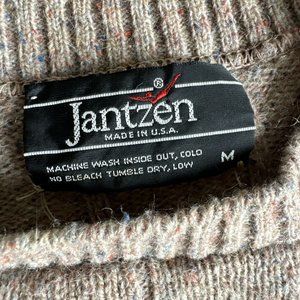 Jantzen®
MADE IN U.S.A.
MACHINE WASH INSIDE OUT, COLD
NO BLEACH TUMBLE DRY, LOW
M